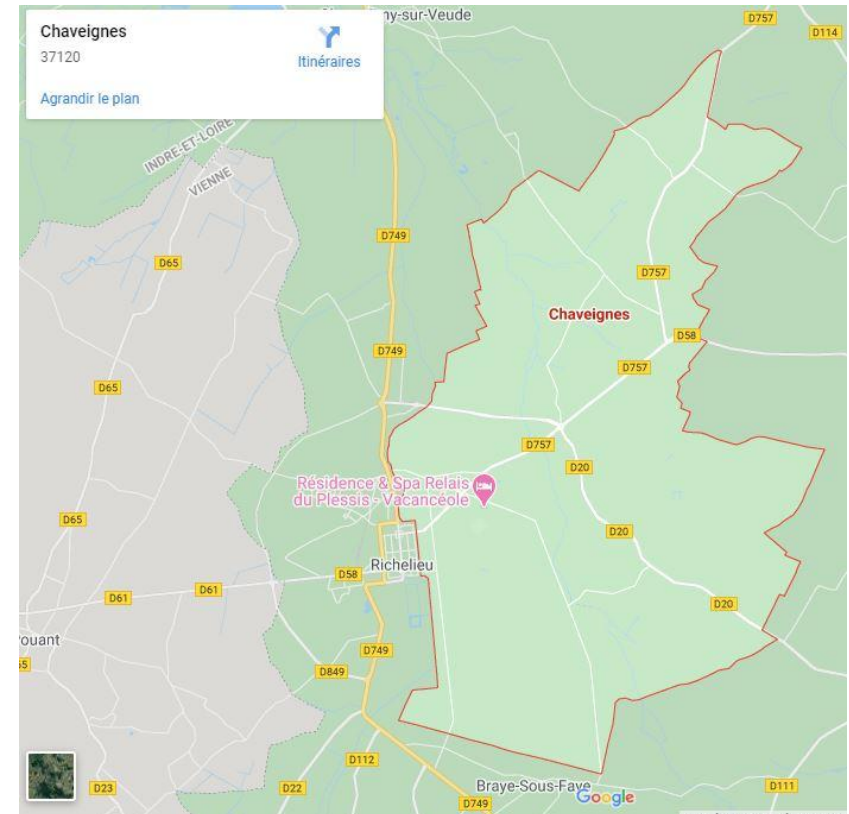 Chaveignes
37120
Itinéraires
Agrandir le plan
ny-sur-Veude
D757
D114
INDRE-ET-LOIRE
VIENNE
D749
D65
D757
Chaveignes
D58
D749
D757
D65
D757
D20
Résidence & Spa Relais
du Plessis - Vacancéole
D65
D20
Richelieu
D58
D61
D61
D20
ouant
D749
D849
D112
Braye-Sous-Faye
Google
D23
D22
D749
D111